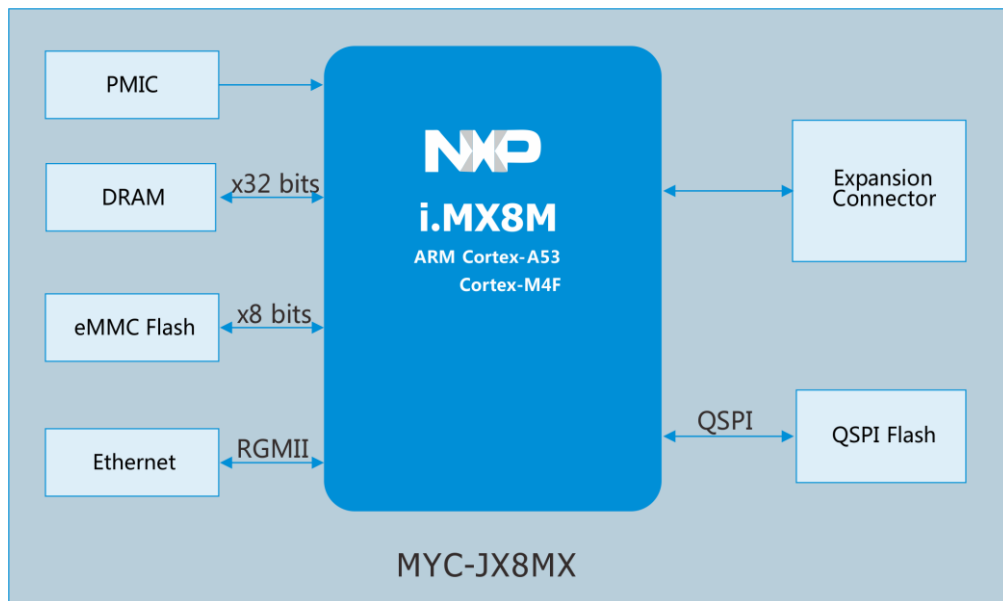 PMIC
DRAM
x32 bits
eMMC Flash
x8 bits
Ethernet
RGMII
NXP
i.MX8M
ARM Cortex-A53
Cortex-M4F
Expansion
Connector
QSPI
QSPI Flash
MYC-JX8MX